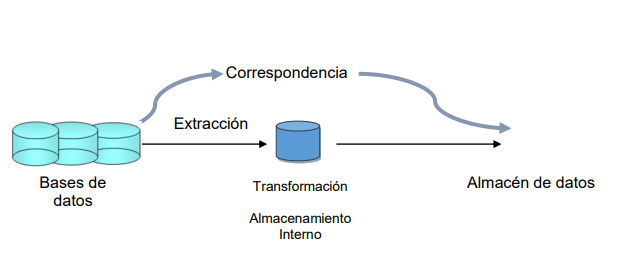 Correspondencia
Extracción
Bases de
datos
Transformación
Almacenamiento
Interno
Almacén de datos